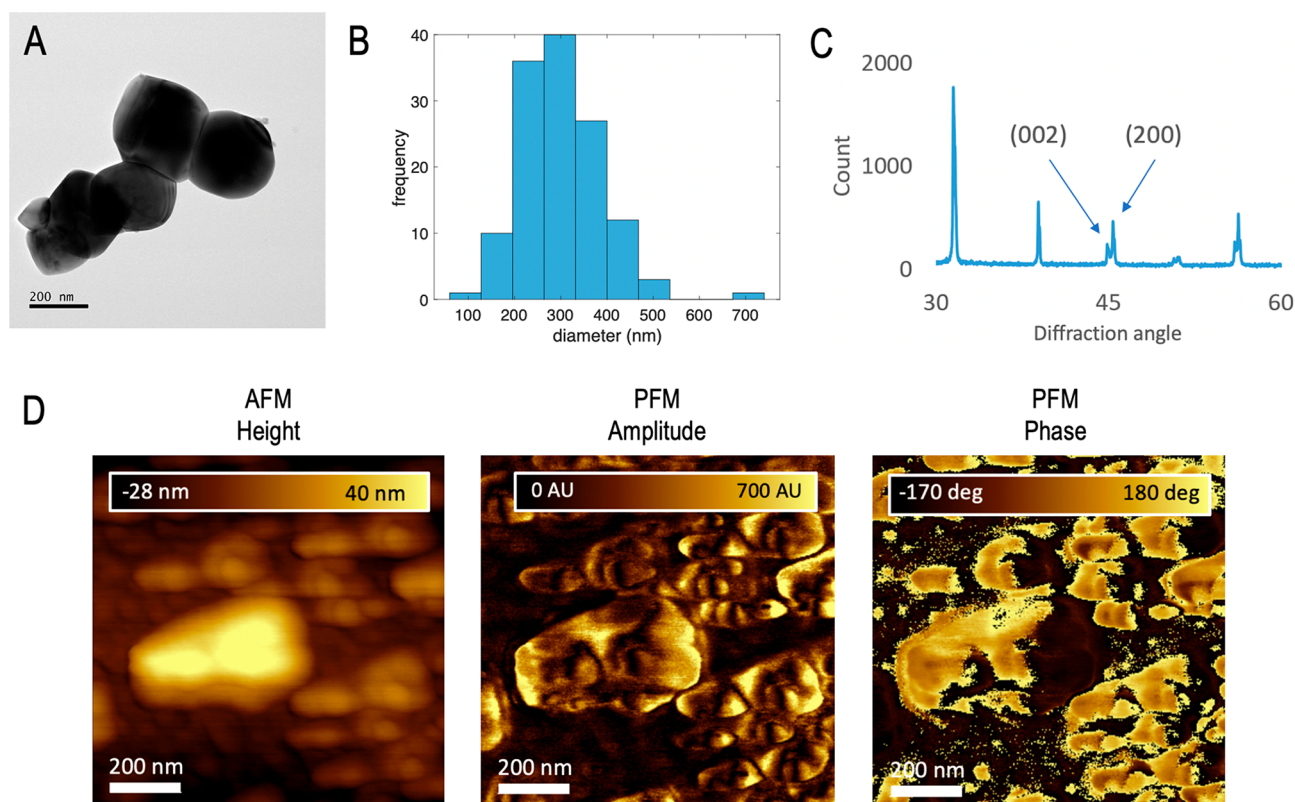 A
200 nm
B
40
30
20
10
0
frequency
100 200 300 400 500 600 700
diameter (nm)
C
2000
1000
0
Count
(002)
(200)
30 45 60
Diffraction angle
D
AFM
Height
-28 nm 40 nm
200 nm
PFM
Amplitude
0 AU 700 AU
200 nm
PFM
Phase
-170 deg 180 deg
200 nm